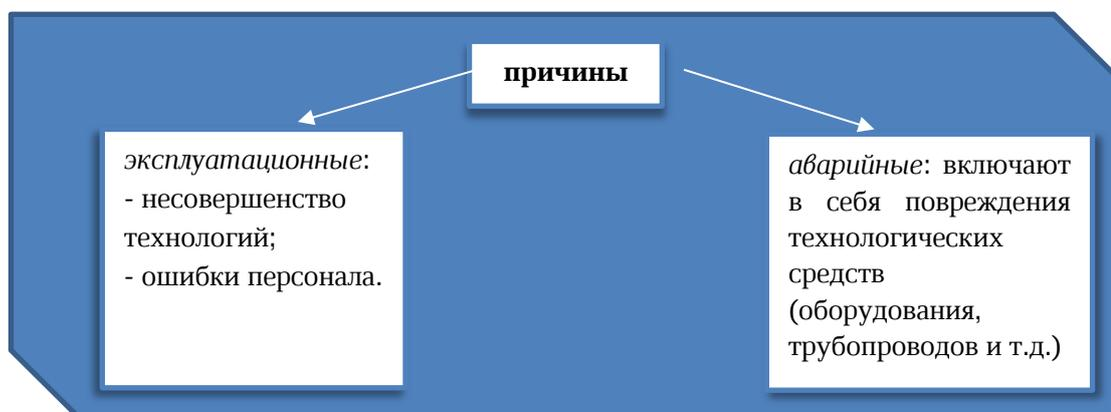 причины
эксплуатационные:
- несовершенство
технологий;
- ошибки персонала.
аварийные: включают
в себя повреждения
технологических
средств
(оборудования,
трубопроводов и т.д.)